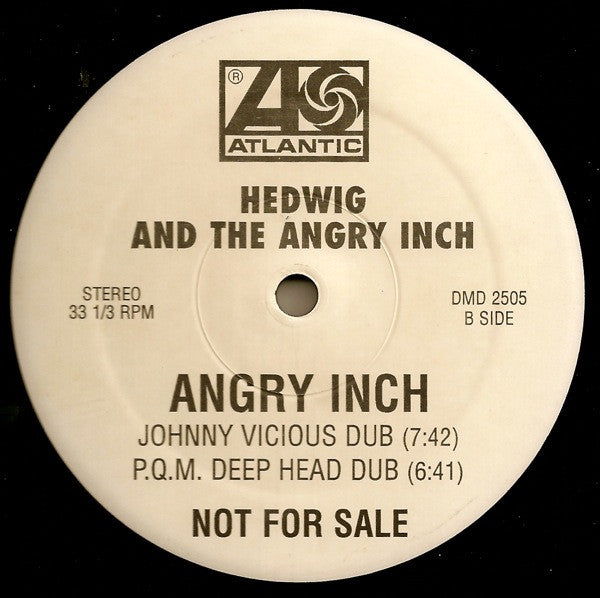 ®
ATLANTIC
HEDWIG
AND THE ANGRY INCH
STEREO
33 1/3 RPM
DMD 2505
B SIDE
ANGRY INCH
JOHNNY VICIOUS DUB (7:42)
P.Q.M. DEEP HEAD DUB (6:41)
NOT FOR SALE